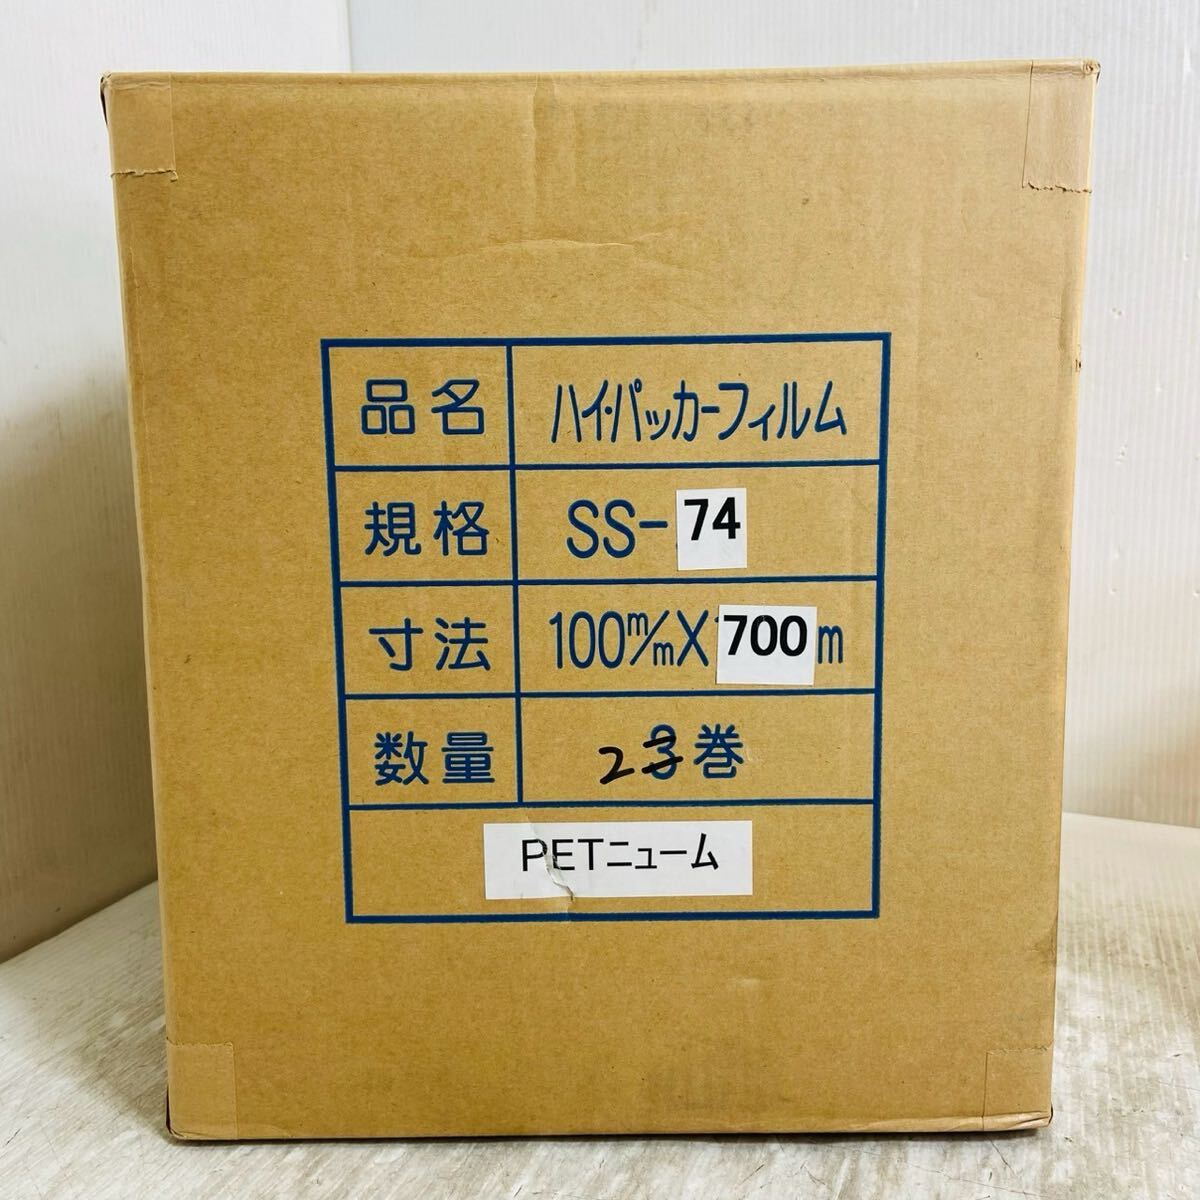 品名 ハイ・パッカーフィルム
規格 SS-74
寸法 100m/m×700m
数量 2 3巻
PETニューム